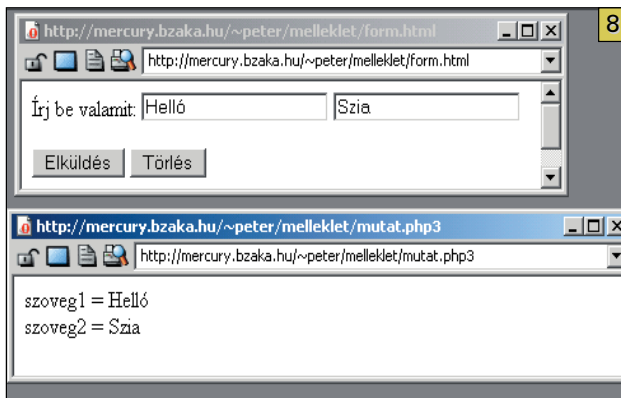 http://mercury.bzaka.hu/~peter/melleklet/form.html
8
http://mercury.bzaka.hu/~peter/melleklet/form.html
Írj be valamit: Helló Szia
Elküldés Törlés
http://mercury.bzaka.hu/~peter/melleklet/mutat.php3
http://mercury.bzaka.hu/~peter/melleklet/mutat.php3
szoveg1 = Helló
szoveg2 = Szia